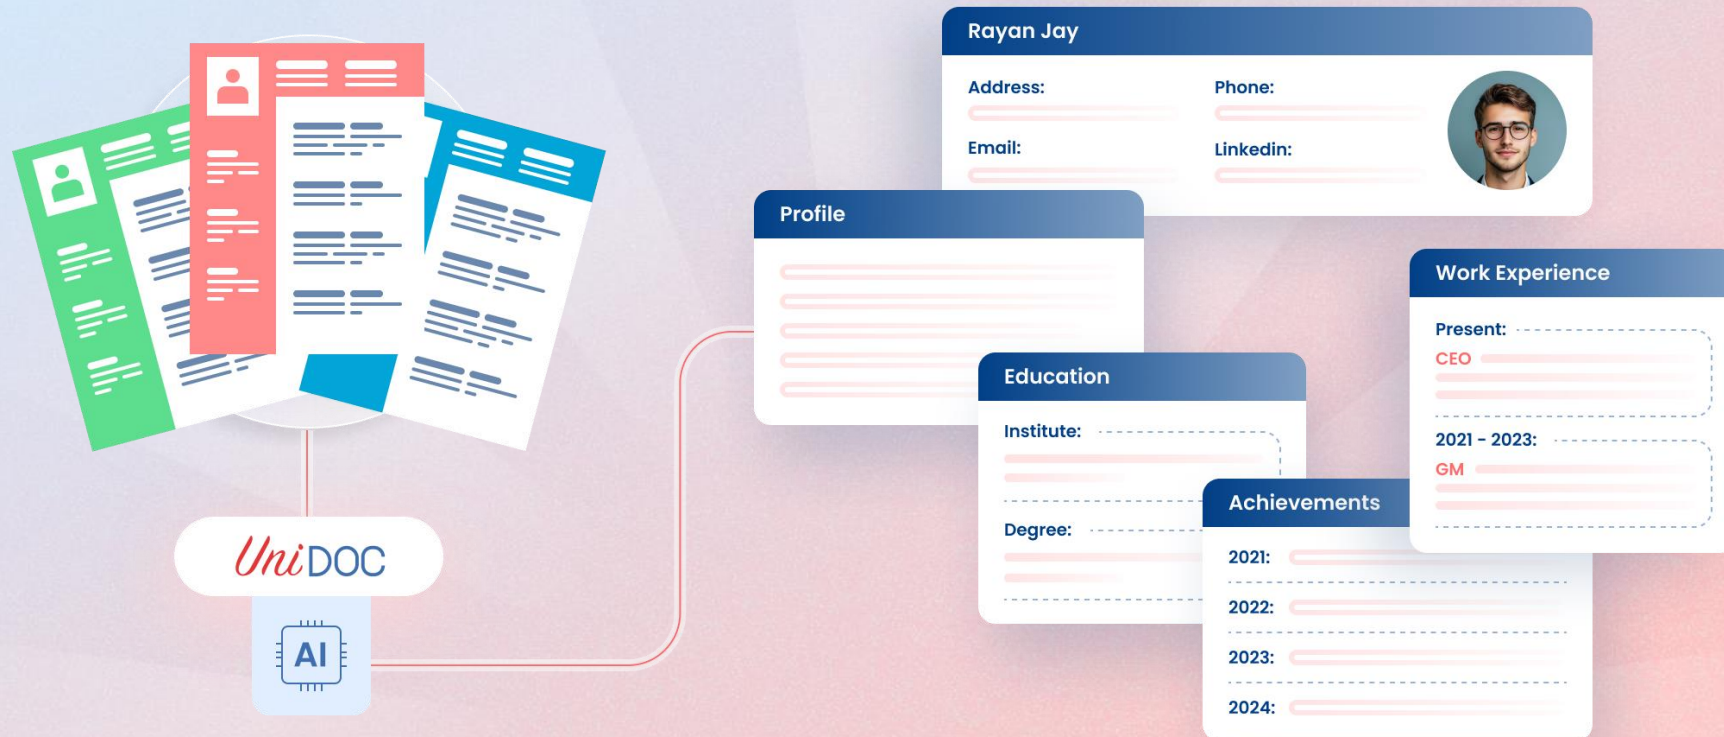 UniDOC
AI
Rayan Jay
Address:
Phone:
Email:
Linkedin:
Profile
Education
Institute:
Degree:
Achievements
2021:
2022:
2023:
2024:
Work Experience
Present:
CEO
2021 - 2023:
GM